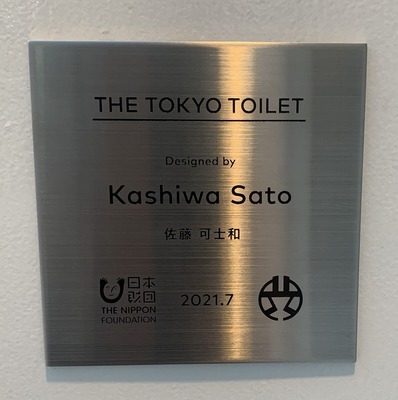 THE TOKYO TOILET
Designed by
Kashiwa Sato
佐藤 可士和
日本
財団
THE NIPPON
FOUNDATION
2021.7